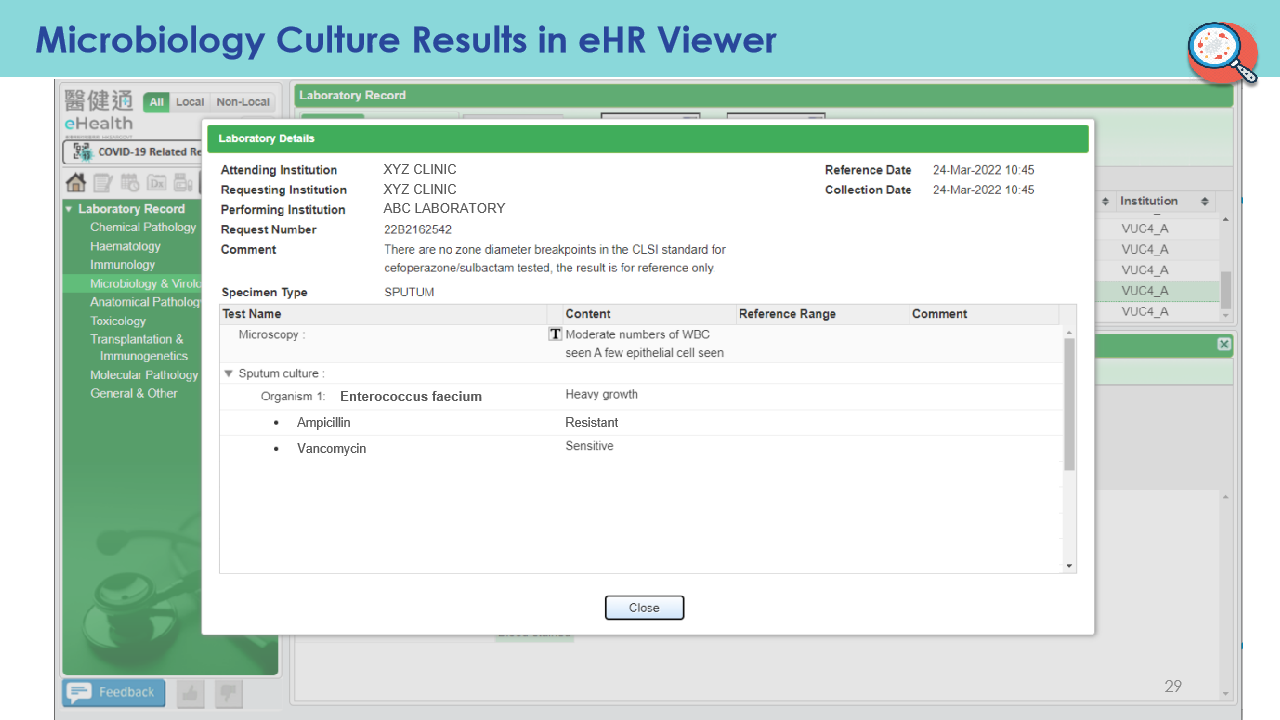 Microbiology Culture Results in eHR Viewer
醫健通
eHealth
All Local Non-Local
COVID-19 Related Re
Laboratory Record
Chemical Pathology
Haematology
Immunology
Microbiology & Virolo
Anatomical Pathology
Toxicology
Transplantation &
Immunogenetics
Molecular Pathology
General & Other
Feedback
Laboratory Record
Institution
VUC4_A
VUC4_A
VUC4_A
VUC4_A
VUC4_A
Laboratory Details
Attending Institution XYZ CLINIC Reference Date 24-Mar-2022 10:45
Requesting Institution XYZ CLINIC Collection Date 24-Mar-2022 10:45
Performing Institution ABC LABORATORY
Request Number 22B2162542
Comment There are no zone diameter breakpoints in the CLSI standard for
cefoperazone/sulbactam tested, the result is for reference only
Specimen Type SPUTUM
Test Name Content Reference Range Comment
Microscopy : T Moderate numbers of WBC
seen A few epithelial cell seen
Sputum culture :
Organism 1: Enterococcus faecium Heavy growth
• Ampicillin Resistant
• Vancomycin Sensitive
Close
29